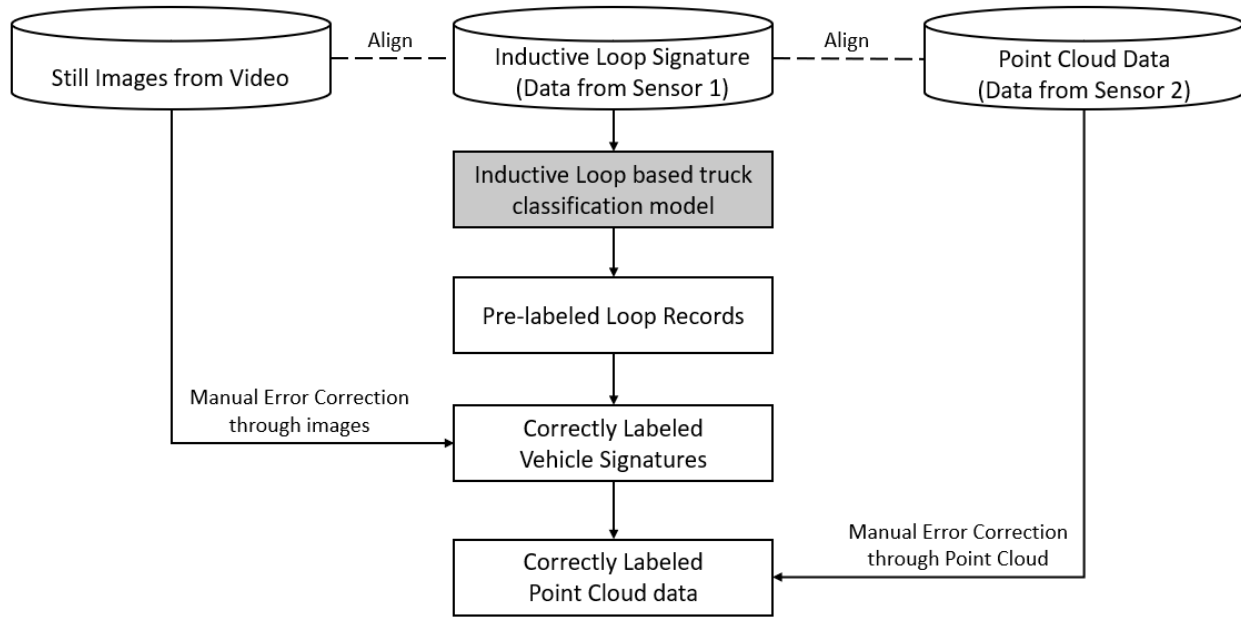 Still Images from Video
Align
Inductive Loop Signature
(Data from Sensor 1)
Align
Point Cloud Data
(Data from Sensor 2)
Inductive Loop based truck
classification model
Pre-labeled Loop Records
Manual Error Correction
through images
Correctly Labeled
Vehicle Signatures
Manual Error Correction
through Point Cloud
Correctly Labeled
Point Cloud data